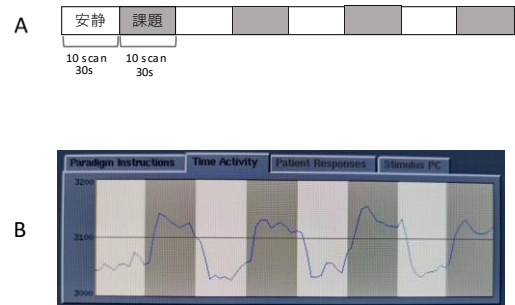 A
安静 課題
10 scan 10 scan
30s 30s
B
Paradigm Instructions Time Activity Patient Responses Stimulus PC
3200
3100
3000